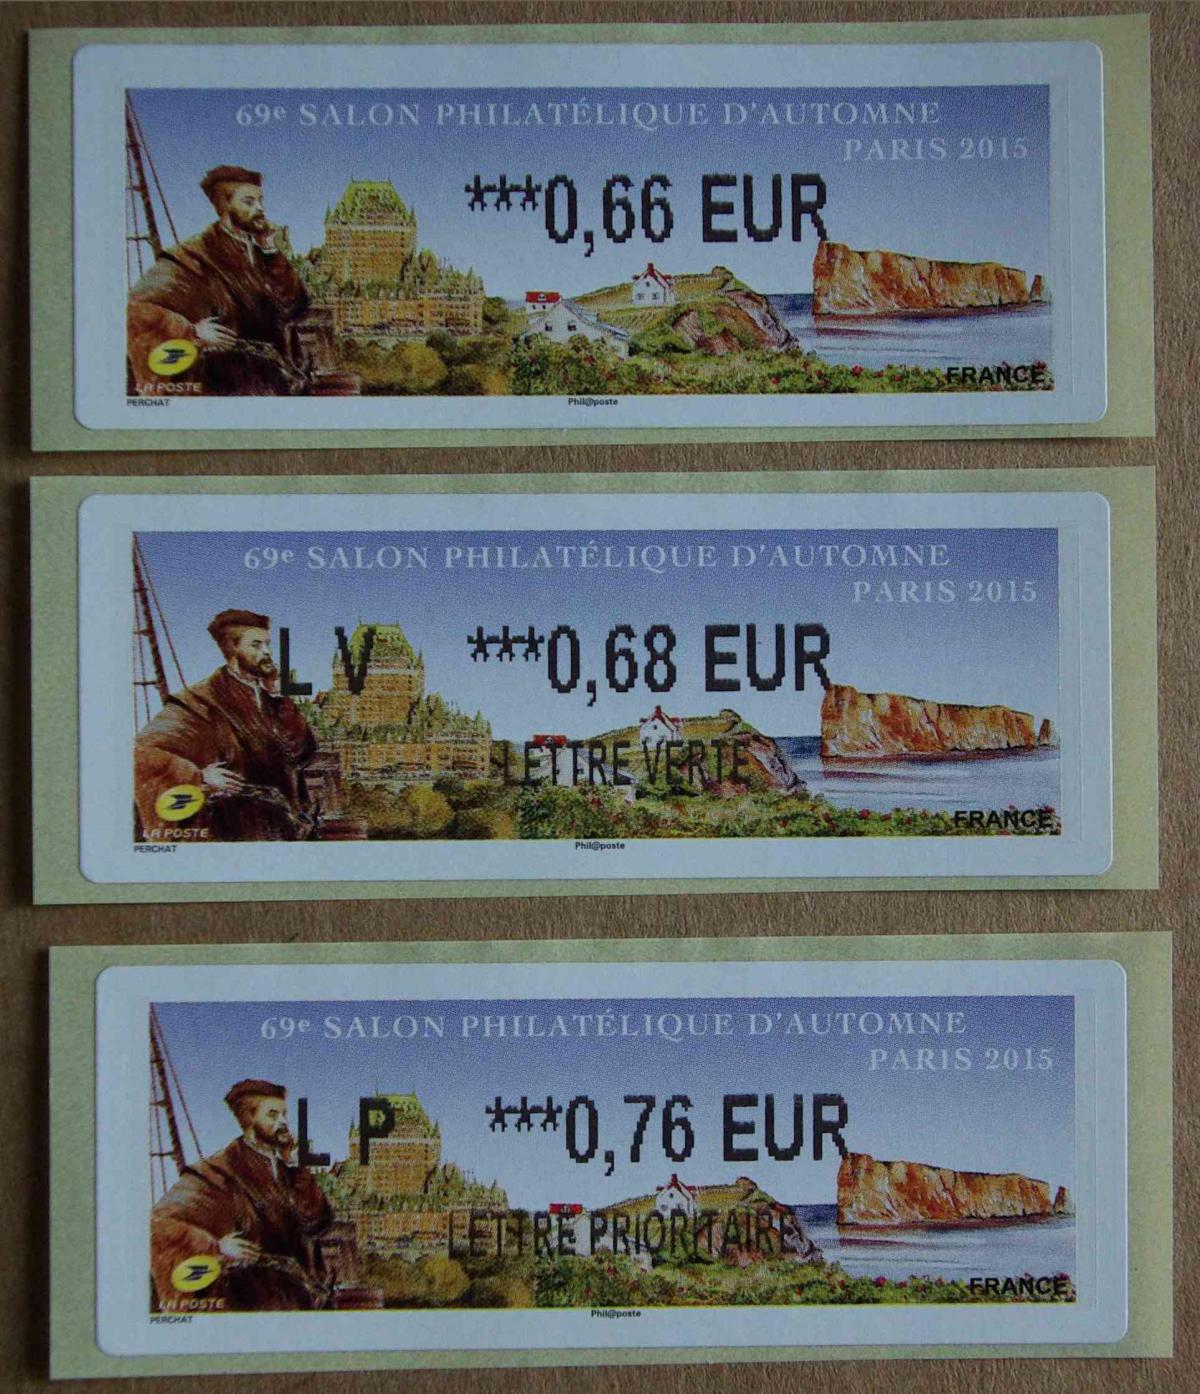 69e SALON PHILATÉLIQUE D'AUTOMNE
PARIS 2015
***0,66 EUR
LA POSTE
FRANCE
PERCHAT
Phil@poste
69e SALON PHILATÉLIQUE D'AUTOMNE
PARIS 2015
L V ***0,68 EUR
LETTRE VERTE
LA POSTE
FRANCE
PERCHAT
Phil@poste
69e SALON PHILATÉLIQUE D'AUTOMNE
PARIS 2015
L P ***0,76 EUR
LETTRE PRIORITAIRE
LA POSTE
FRANCE
PERCHAT
Phil@poste